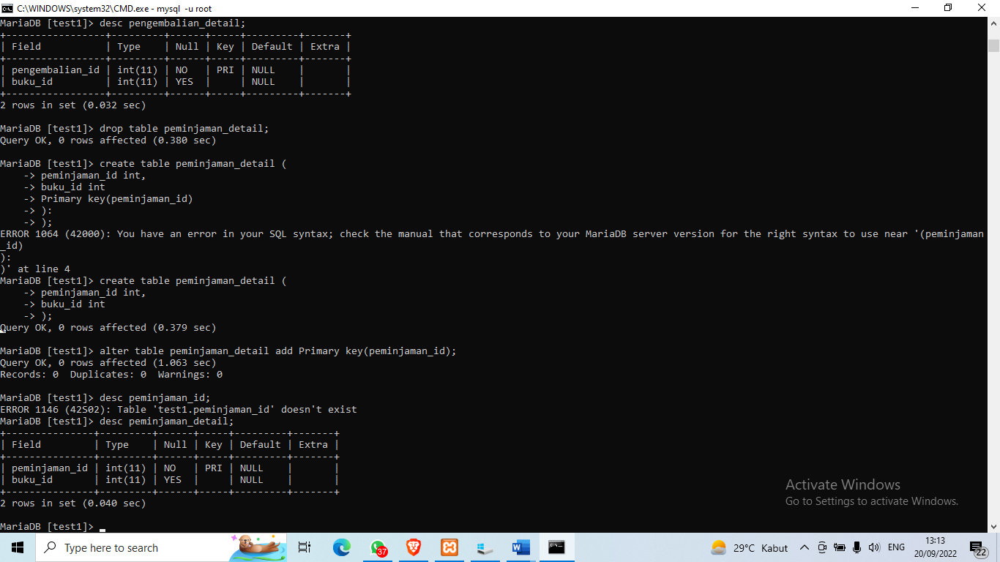 C:\WINDOWS\system32\CMD.exe - mysql  -u root
MariaDB [test1]> desc pengembalian_detail;
+-----------------+---------+------+-----+---------+-------+
| Field           | Type    | Null | Key | Default | Extra |
+-----------------+---------+------+-----+---------+-------+
| pengembalian_id | int(11) | NO   | PRI | NULL    |       |
| buku_id         | int(11) | YES  |     | NULL    |       |
+-----------------+---------+------+-----+---------+-------+
2 rows in set (0.032 sec)
MariaDB [test1]> drop table peminjaman_detail;
Query OK, 0 rows affected (0.380 sec)
MariaDB [test1]> create table peminjaman_detail (
    -> peminjaman_id int,
    -> buku_id int
    -> Primary key(peminjaman_id)
    -> ):
    -> );
ERROR 1064 (42000): You have an error in your SQL syntax; check the manual that corresponds to your MariaDB server version for the right syntax to use near '(peminjaman
_id)
):
)' at line 4
MariaDB [test1]> create table peminjaman_detail (
    -> peminjaman_id int,
    -> buku_id int
    -> );
Query OK, 0 rows affected (0.379 sec)
MariaDB [test1]> alter table peminjaman_detail add Primary key(peminjaman_id);
Query OK, 0 rows affected (1.063 sec)
Records: 0  Duplicates: 0  Warnings: 0
MariaDB [test1]> desc peminjaman_id;
ERROR 1146 (42S02): Table 'test1.peminjaman_id' doesn't exist
MariaDB [test1]> desc peminjaman_detail;
+---------------+---------+------+-----+---------+-------+
| Field         | Type    | Null | Key | Default | Extra |
+---------------+---------+------+-----+---------+-------+
| peminjaman_id | int(11) | NO   | PRI | NULL    |       |
| buku_id       | int(11) | YES  |     | NULL    |       |
+---------------+---------+------+-----+---------+-------+
2 rows in set (0.040 sec)
MariaDB [test1]>
Activate Windows
Go to Settings to activate Windows.
Type here to search
37
29°C Kabut
ENG
13:13
20/09/2022
22